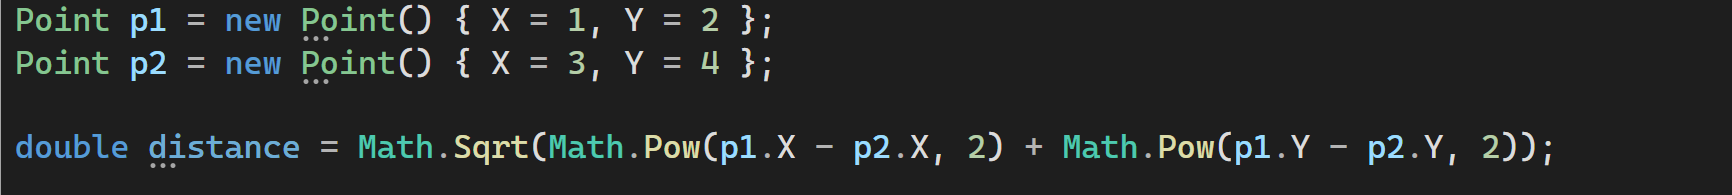 Point p1 = new Point() { X = 1, Y = 2 };
Point p2 = new Point() { X = 3, Y = 4 };
double distance = Math.Sqrt(Math.Pow(p1.X - p2.X, 2) + Math.Pow(p1.Y - p2.Y, 2));